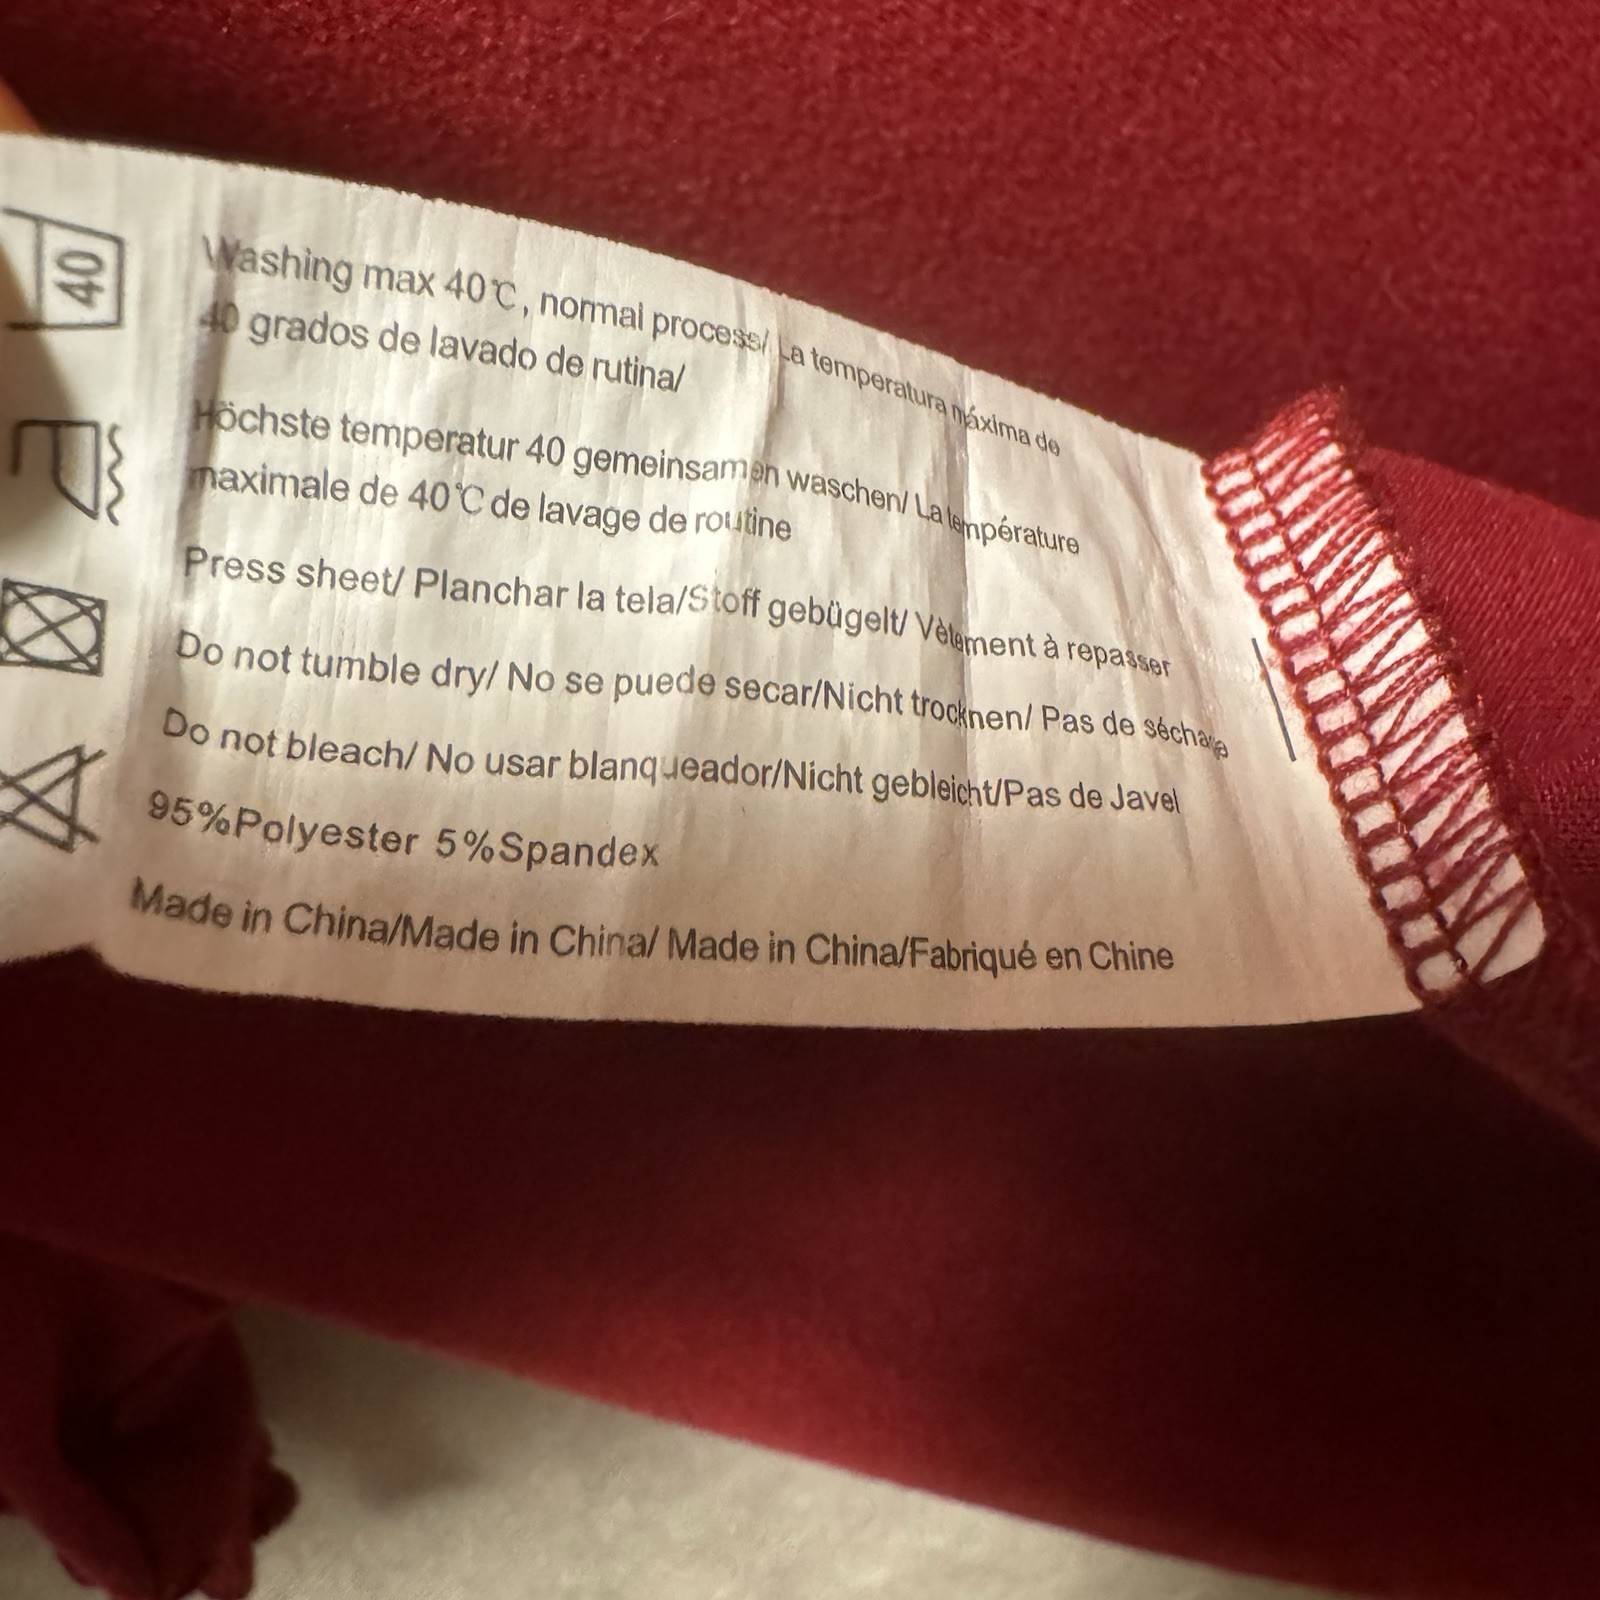 40
Washing max 40℃, normal process/ La temperatura máxima de
40 grados de lavado de rutina/
Höchste temperatur 40 gemeinsamen waschen/ La température
maximale de 40℃ de lavage de routine
Press sheet/ Planchar la tela/Stoff gebügelt/ Vètement à repasser
Do not tumble dry/ No se puede secar/Nicht trocknen/ Pas de séchage
Do not bleach/ No usar blanqueador/Nicht gebleicht/Pas de Javel
95%Polyester 5%Spandex
Made in China/Made in China/ Made in China/Fabriqué en Chine